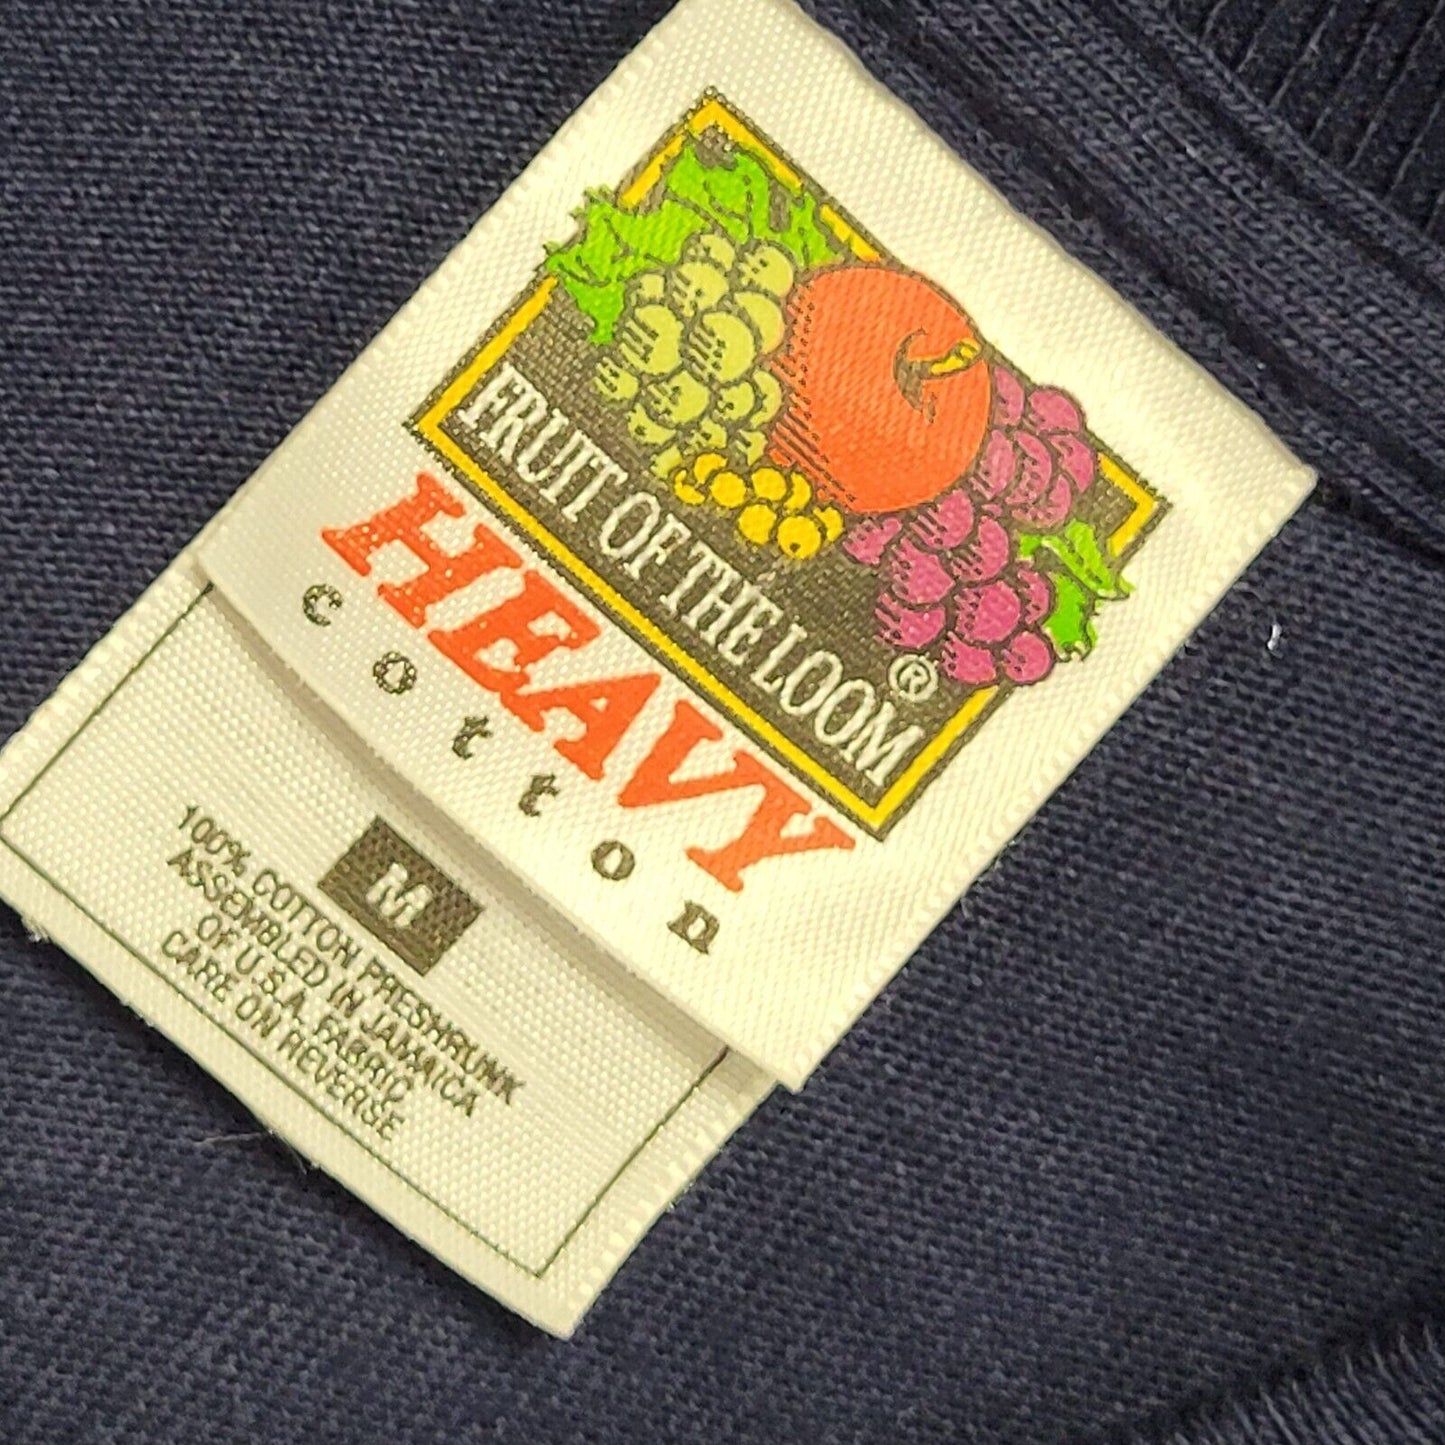 FRUIT OF THE LOOM®
HEAVY
cotton
M
100% COTTON PRESHRUNK
ASSEMBLED IN JAMAICA
OF U.S.A. FABRIC
CARE ON REVERSE